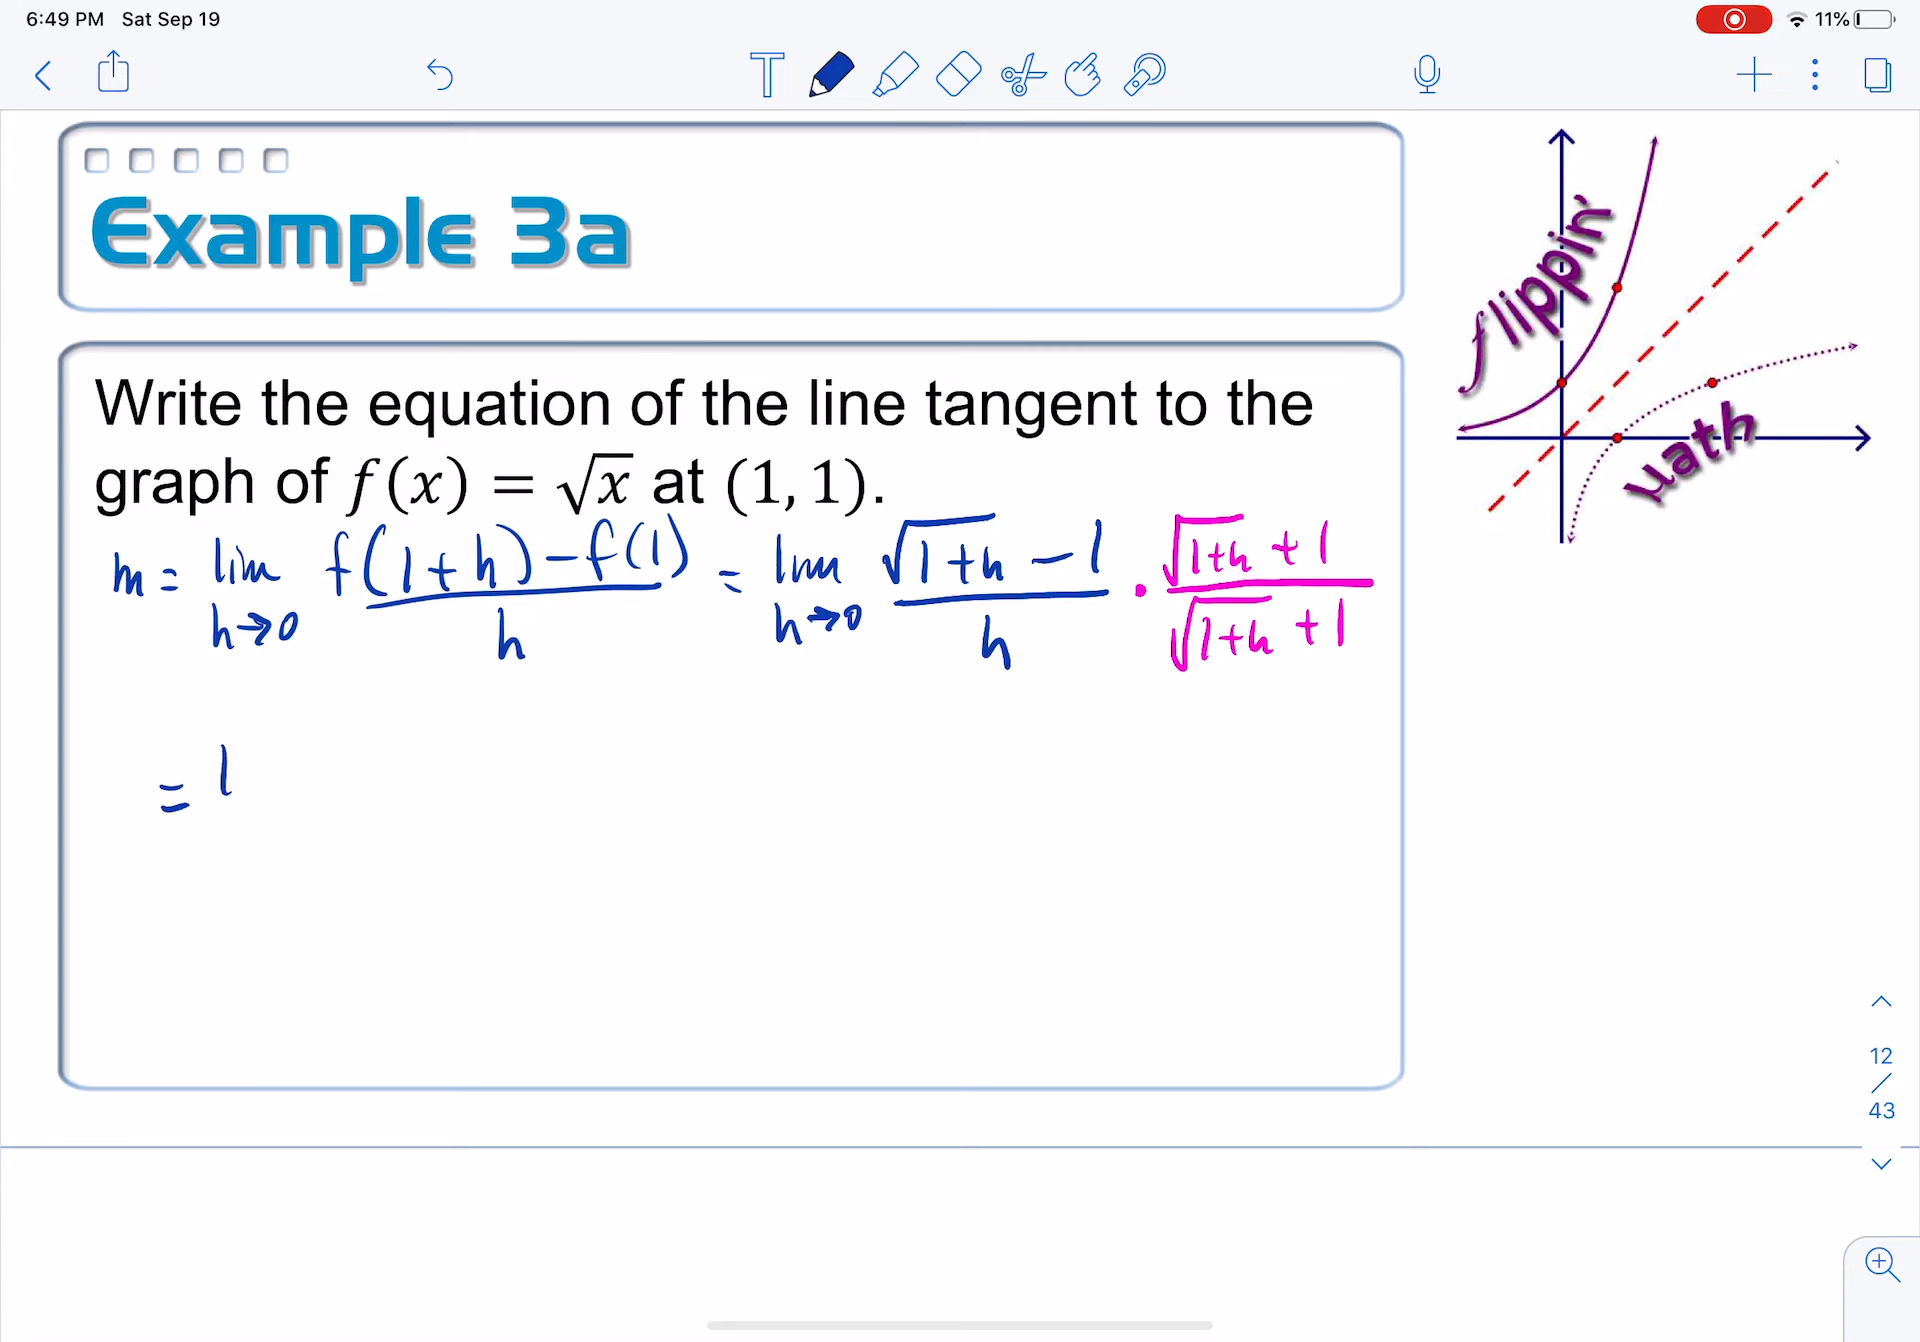 6:49 PM Sat Sep 19
11%
T
Example 3a
flippin'
math
Write the equation of the line tangent to the
graph of f(x) = √x at (1, 1).
m = lim h→0 f(1+h) − f(1) / h = lim h→0 √1+h − 1 / h · √1+h + 1 / √1+h + 1
= l
12
/
43